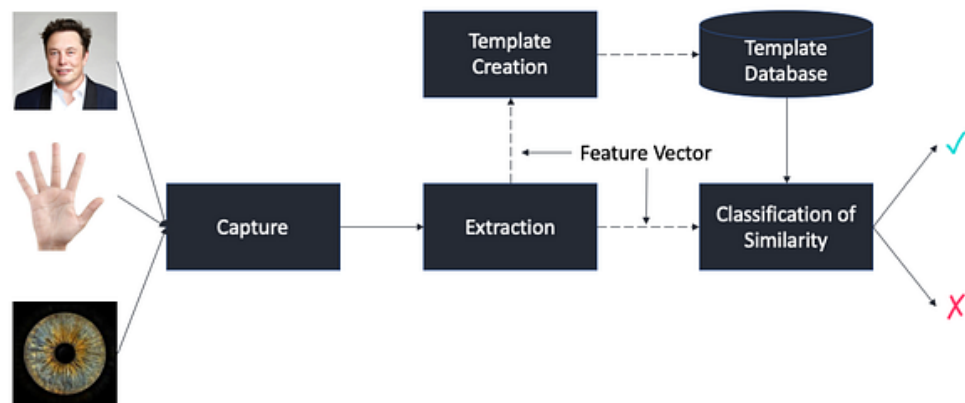 Template
Creation
Template
Database
Feature Vector
Capture
Extraction
Classification of
Similarity